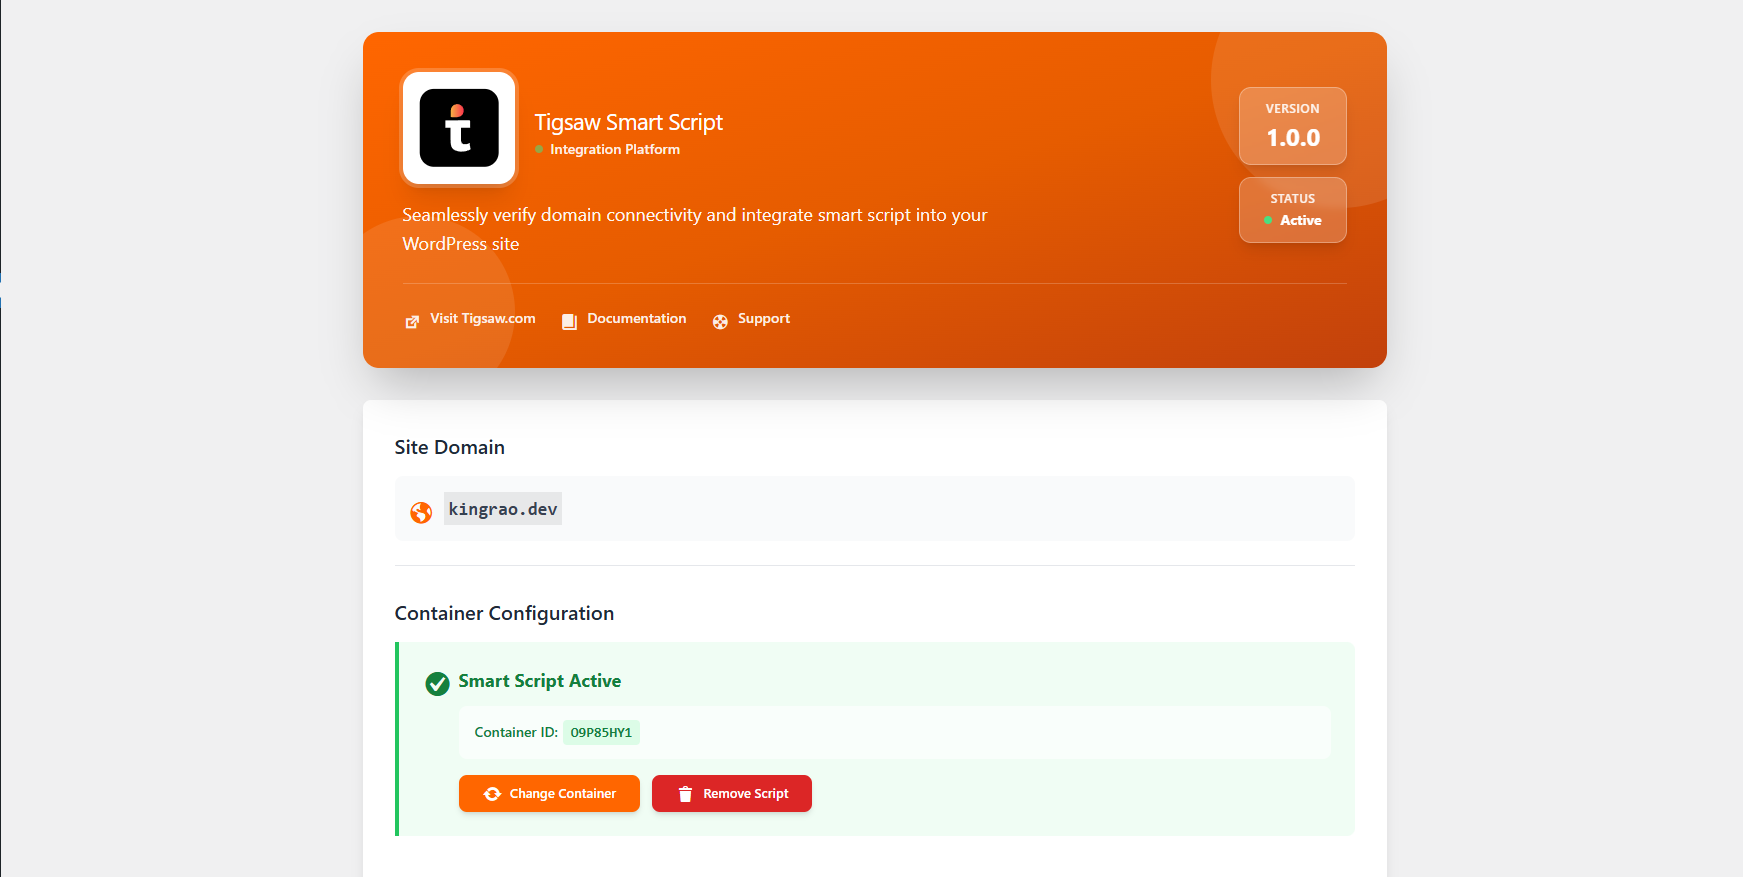 t
Tigsaw Smart Script
Integration Platform
VERSION
1.0.0
STATUS
Active
Seamlessly verify domain connectivity and integrate smart script into your
WordPress site
Visit Tigsaw.com
Documentation
Support
Site Domain
kingrao.dev
Container Configuration
Smart Script Active
Container ID: O9P85HY1
Change Container
Remove Script